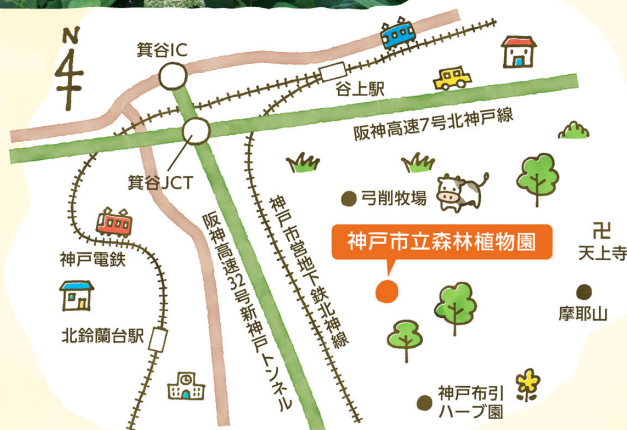 N
箕谷IC
谷上駅
阪神高速7号北神戸線
箕谷JCT
弓削牧場
神戸市立森林植物園
卍
天上寺
摩耶山
神戸電鉄
北鈴蘭台駅
阪神高速32号新神戸トンネル
神戸市営地下鉄北神線
神戸布引
ハーブ園